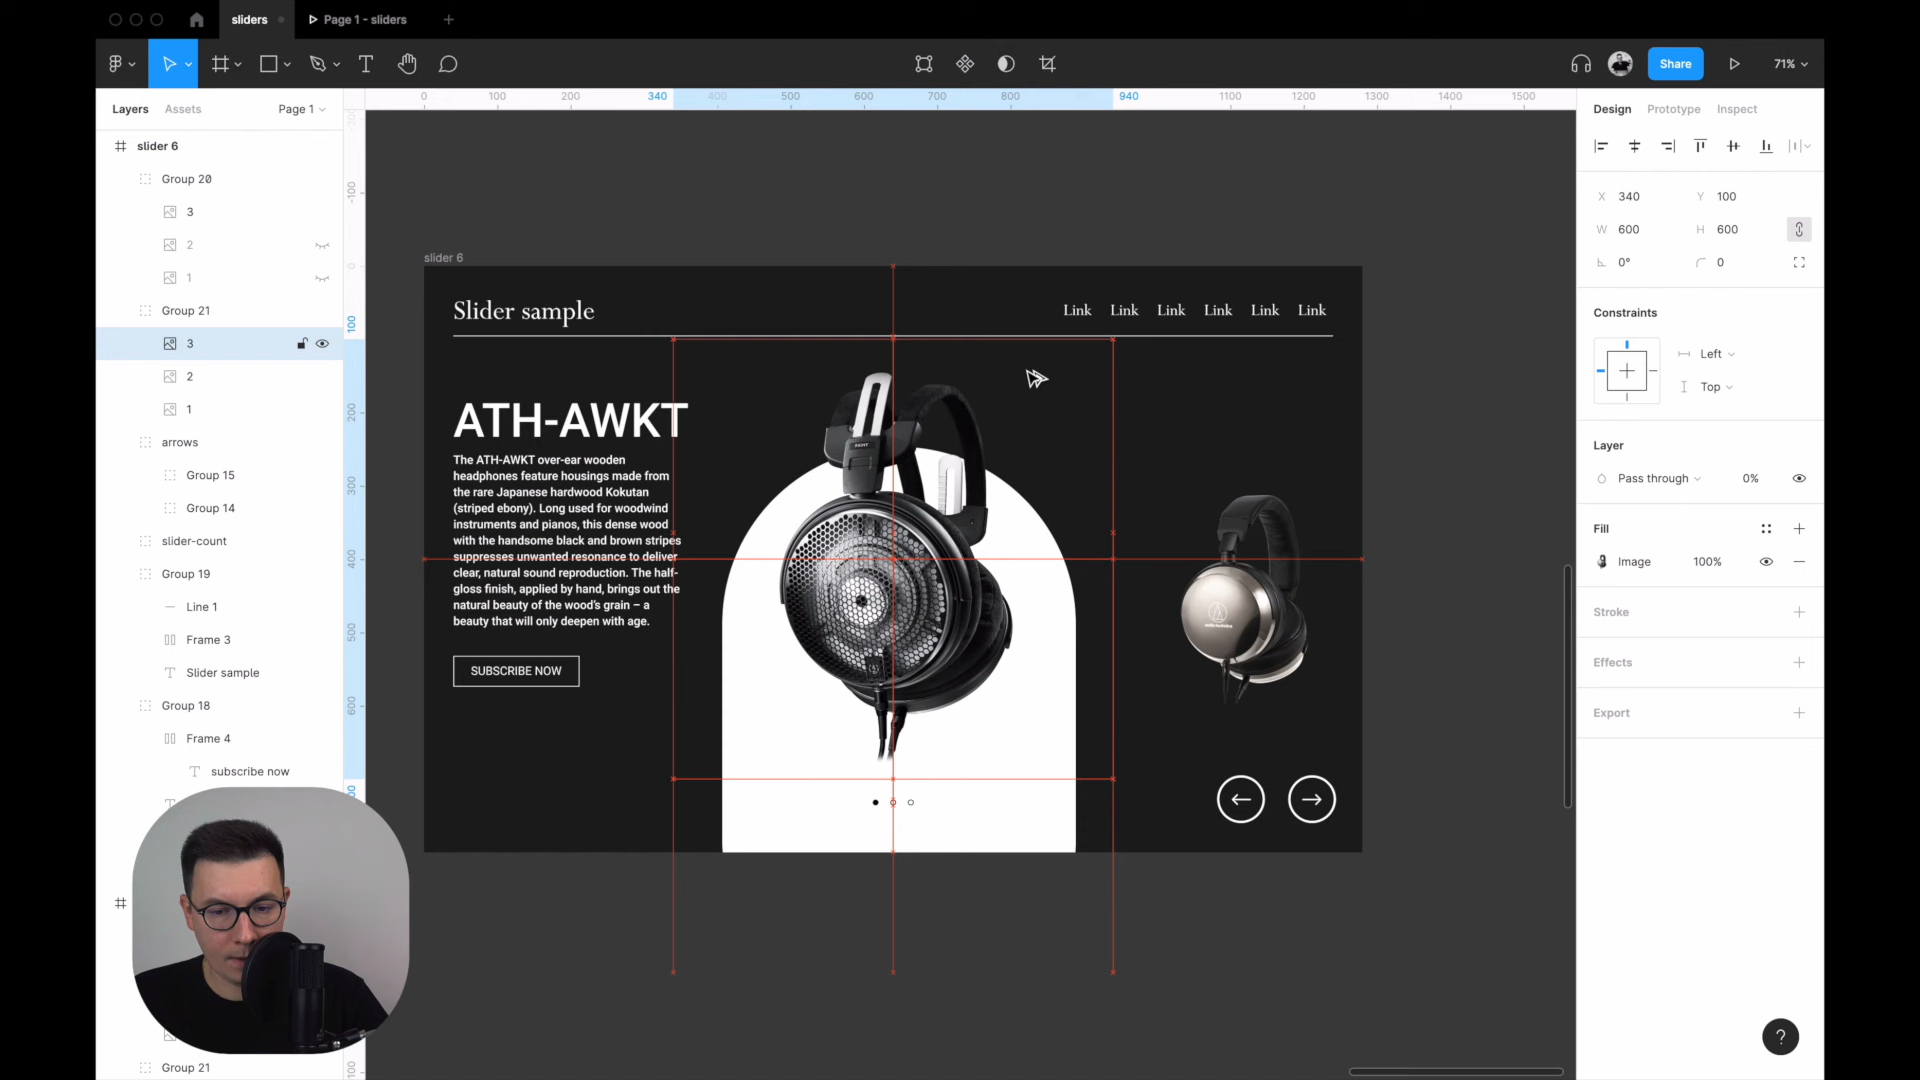 sliders
Page 1 - sliders
Share
71%
Layers
Assets
Page 1
0
100
200
340
400
500
600
700
800
940
1100
1200
1300
1400
1500
Design
Prototype
Inspect
slider 6
Group 20
3
2
1
Group 21
3
2
1
arrows
Group 15
Group 14
slider-count
Group 19
Line 1
Frame 3
Slider sample
Group 18
Frame 4
subscribe now
Group 21
-100
0
100
200
300
400
500
600
slider 6
Slider sample
Link
Link
Link
Link
Link
Link
ATH-AWKT
The ATH-AWKT over-ear wooden
headphones feature housings made from
the rare Japanese hardwood Kokutan
(striped ebony). Long used for woodwind
instruments and pianos, this dense wood
with the handsome black and brown stripes
suppresses unwanted resonance to deliver
clear, natural sound reproduction. The half-
gloss finish, applied by hand, brings out the
natural beauty of the wood's grain – a
beauty that will only deepen with age.
SUBSCRIBE NOW
X 340
Y 100
W 600
H 600
0°
0
Constraints
Left
Top
Layer
Pass through
0%
Fill
Image
100%
Stroke
Effects
Export
?